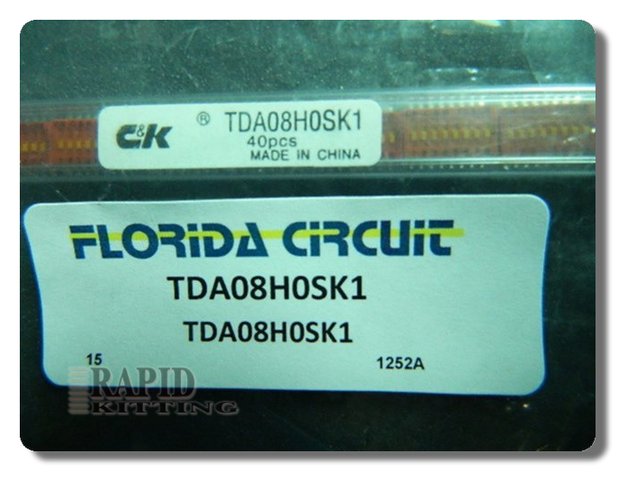 C&K ® TDA08H0SK1
40pcs
MADE IN CHINA
FLORIDA CIRCUIT
TDA08H0SK1
TDA08H0SK1
15 1252A
RAPID
KITTING